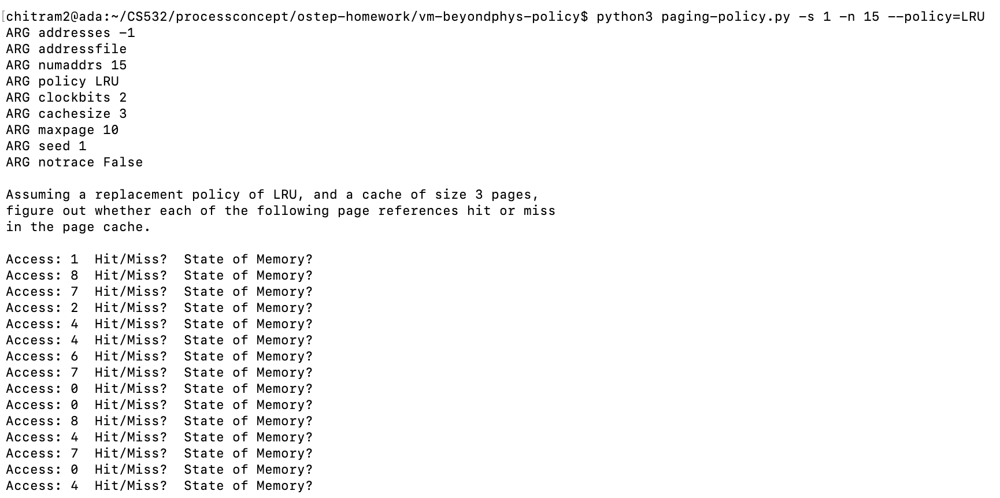 [chitram2@ada:~/CS532/processconcept/ostep-homework/vm-beyondphys-policy$ python3 paging-policy.py -s 1 -n 15 --policy=LRU
ARG addresses -1
ARG addressfile
ARG numaddrs 15
ARG policy LRU
ARG clockbits 2
ARG cachesize 3
ARG maxpage 10
ARG seed 1
ARG notrace False
Assuming a replacement policy of LRU, and a cache of size 3 pages,
figure out whether each of the following page references hit or miss
in the page cache.
Access: 1  Hit/Miss?  State of Memory?
Access: 8  Hit/Miss?  State of Memory?
Access: 7  Hit/Miss?  State of Memory?
Access: 2  Hit/Miss?  State of Memory?
Access: 4  Hit/Miss?  State of Memory?
Access: 4  Hit/Miss?  State of Memory?
Access: 6  Hit/Miss?  State of Memory?
Access: 7  Hit/Miss?  State of Memory?
Access: 0  Hit/Miss?  State of Memory?
Access: 0  Hit/Miss?  State of Memory?
Access: 8  Hit/Miss?  State of Memory?
Access: 4  Hit/Miss?  State of Memory?
Access: 7  Hit/Miss?  State of Memory?
Access: 0  Hit/Miss?  State of Memory?
Access: 4  Hit/Miss?  State of Memory?